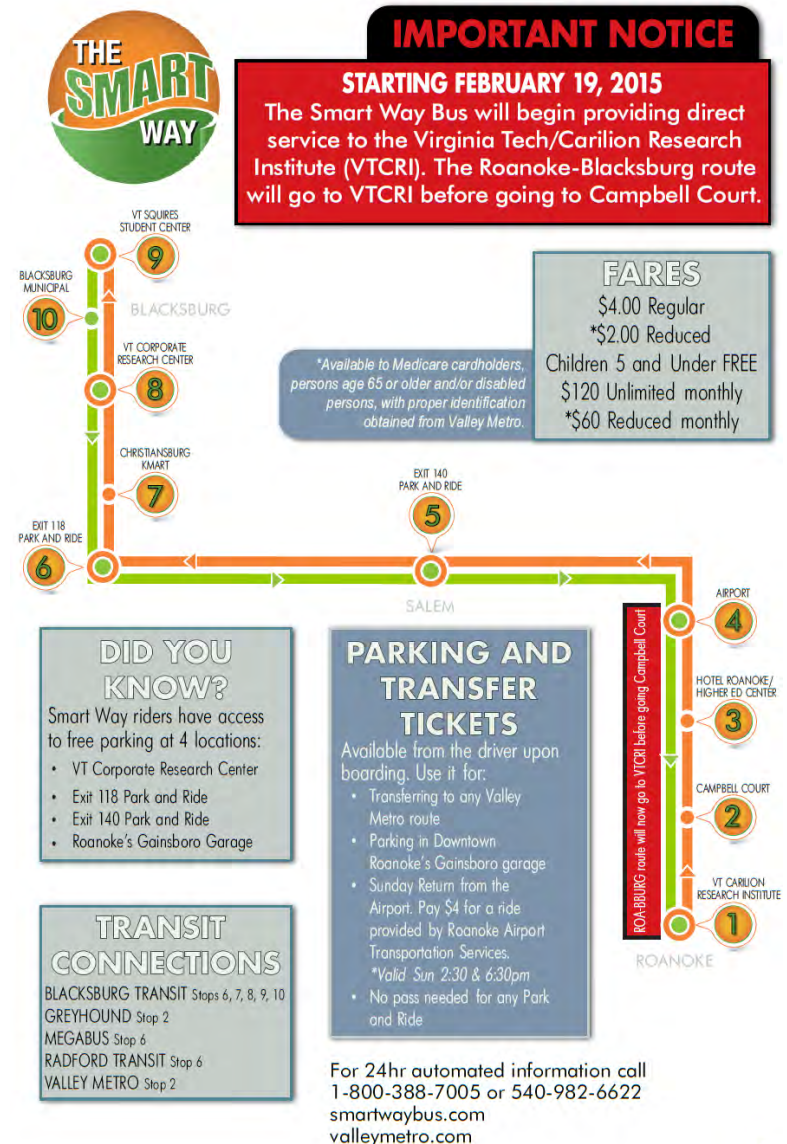 THE
SMART
WAY
IMPORTANT NOTICE
STARTING FEBRUARY 19, 2015
The Smart Way Bus will begin providing direct
service to the Virginia Tech/Carilion Research
Institute (VTCRI). The Roanoke-Blacksburg route
will go to VTCRI before going to Campbell Court.
VT SQUIRES
STUDENT CENTER
9
BLACKSBURG
MUNICIPAL
10
BLACKSBURG
VT CORPORATE
RESEARCH CENTER
8
CHRISTIANSBURG
KMART
7
EXIT 118
PARK AND RIDE
6
FARES
$4.00 Regular
*$2.00 Reduced
Children 5 and Under FREE
$120 Unlimited monthly
*$60 Reduced monthly
*Available to Medicare cardholders,
persons age 65 or older and/or disabled
persons, with proper identification
obtained from Valley Metro.
EXIT 140
PARK AND RIDE
5
SALEM
AIRPORT
4
HOTEL ROANOKE/
HIGHER ED CENTER
3
CAMPBELL COURT
2
VT CARILION
RESEARCH INSTITUTE
1
ROANOKE
ROA-BBURG route will now go to VTCRI before going Campbell Court
DID YOU
KNOW?
Smart Way riders have access
to free parking at 4 locations:
• VT Corporate Research Center
• Exit 118 Park and Ride
• Exit 140 Park and Ride
• Roanoke's Gainsboro Garage
TRANSIT
CONNECTIONS
BLACKSBURG TRANSIT Stops 6, 7, 8, 9, 10
GREYHOUND Stop 2
MEGABUS Stop 6
RADFORD TRANSIT Stop 6
VALLEY METRO Stop 2
PARKING AND
TRANSFER
TICKETS
Available from the driver upon
boarding. Use it for:
• Transferring to any Valley
Metro route
• Parking in Downtown
Roanoke's Gainsboro garage
• Sunday Return from the
Airport. Pay $4 for a ride
provided by Roanoke Airport
Transportation Services.
*Valid Sun 2:30 & 6:30pm
• No pass needed for any Park
and Ride
For 24hr automated information call
1-800-388-7005 or 540-982-6622
smartwaybus.com
valleymetro.com